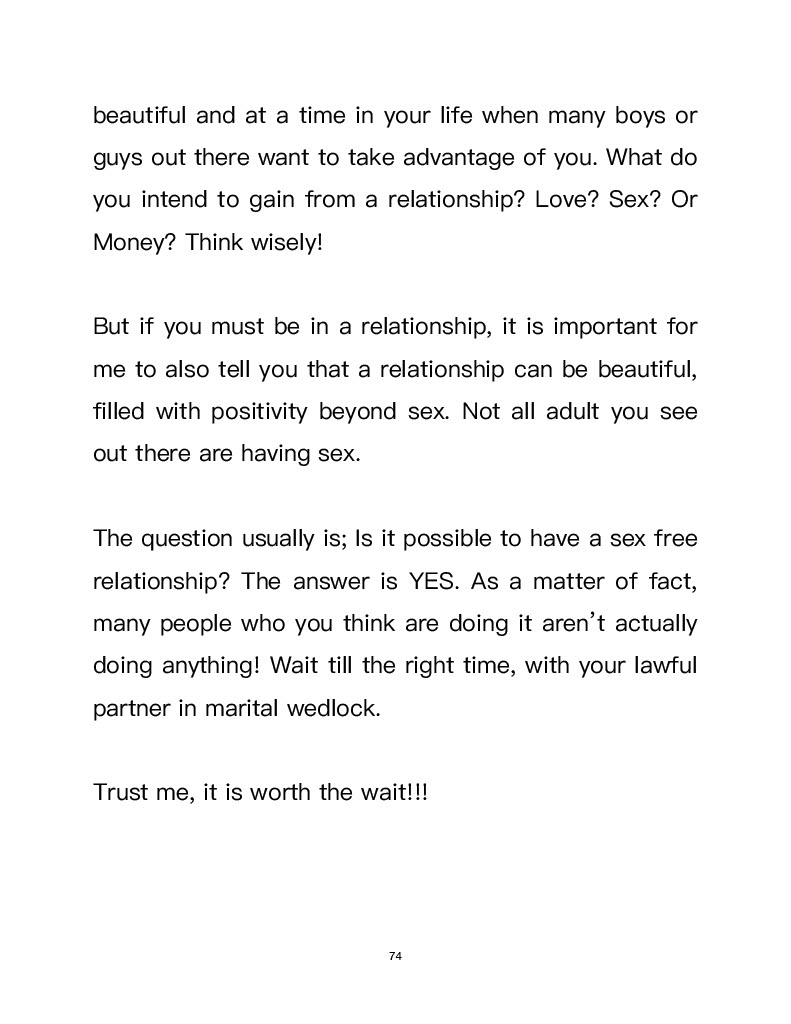 beautiful and at a time in your life when many boys or
guys out there want to take advantage of you. What do
you intend to gain from a relationship? Love? Sex? Or
Money? Think wisely!
But if you must be in a relationship, it is important for
me to also tell you that a relationship can be beautiful,
filled with positivity beyond sex. Not all adult you see
out there are having sex.
The question usually is; Is it possible to have a sex free
relationship? The answer is YES. As a matter of fact,
many people who you think are doing it aren’t actually
doing anything! Wait till the right time, with your lawful
partner in marital wedlock.
Trust me, it is worth the wait!!!
74